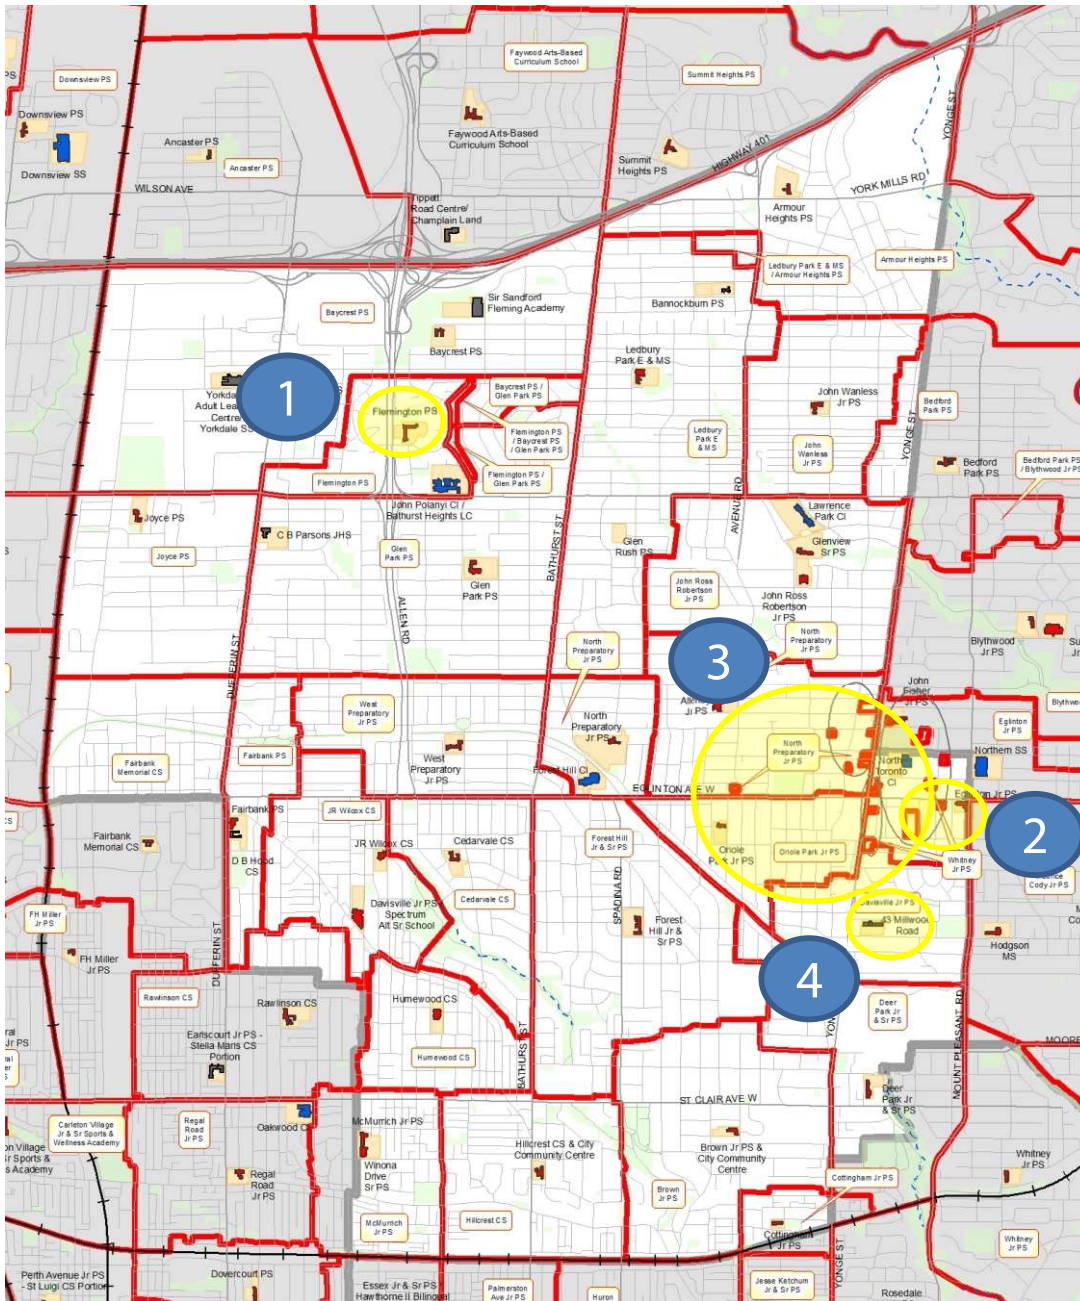 Downsview PS
Faywood Arts-Based
Curriculum School
Summit Heights PS
YONGE ST
Downsview PS
Downsview SS
Ancaster PS
Ancaster PS
Faywood Arts-Based
Curriculum School
Summit
Heights PS
HIGHWAY 401
WILSON AVE
Tippett
Road Centre/
Champlain Land
Armour
Heights PS
YORK MILLS RD
Ledbury Park E & MS
/ Armour Heights PS
Armour Heights PS
Bannockburn PS
Baycrest PS
Sir Sandford
Fleming Academy
Baycrest PS
Ledbury
Park E & MS
1
Baycrest PS /
Glen Park PS
John Wanless
Jr PS
Bedford
Park PS
Flemington PS
Flemington PS
/ Baycrest PS
/ Glen Park PS
Ledbury
Park E
& MS
John
Wanless
Jr PS
YONGE ST
Flemington PS
Flemington PS /
Glen Park PS
Bedford
Park PS
Bedford Park PS
/ Blythwood Jr PS
John Polanyi CI /
Bathurst Heights LC
AVENUE RD
Lawrence
Park CI
Joyce PS
C B Parsons JHS
Glen
Rush PS
Glenview
Sr PS
Joyce PS
Glen
Park PS
Glen
Park PS
BATHURST ST
John Ross
Robertson
Jr PS
John Ross
Robertson
Jr PS
ALLEN RD
DUFFERIN ST
North
Preparatory
Jr PS
North
Preparatory
Jr PS
Blythwood
Jr PS
3
John
Fisher
Jr PS
West
Preparatory
Jr PS
North
Preparatory
Jr PS
Eglinton
Jr PS
Fairbank
Memorial CS
Fairbank PS
West
Preparatory
Jr PS
North
Preparatory
Jr PS
North
Toronto
CI
Northern SS
Forest Hill CI
EGLINTON AVE W
Eglinton Jr PS
2
Fairbank PS
JR Wilcox CS
Fairbank
Memorial CS
JR Wilcox CS
Cedarvale CS
Forest Hill
Jr & Sr PS
Oriole
Park Jr PS
Oriole Park Jr PS
Whitney
Jr PS
D B Hood
CS
Cody Jr PS
SPADINA RD
FH Miller
Jr PS
Davisville Jr PS /
Spectrum
Alt Sr School
Cedarvale CS
Davisville Jr PS
43 Millwood
Road
Forest
Hill Jr &
Sr PS
Hodgson
MS
DUFFERIN ST
FH Miller
Jr PS
4
Rawlinson CS
Rawlinson CS
Humewood CS
Deer
Park Jr
& Sr PS
MOUNT PLEASANT RD
Earlscourt Jr PS -
Stella Maris CS
Portion
Humewood CS
BATHURST ST
Deer
Park Jr
& Sr PS
ST CLAIR AVE W
Carleton Village
Jr & Sr Sports &
Wellness Academy
Regal
Road
Jr PS
McMurrich Jr PS
Hillcrest CS & City
Community Centre
Brown Jr PS &
City Community
Centre
Whitney
Jr PS
Regal
Road
Jr PS
Winona
Drive
Sr PS
Brown
Jr PS
Cottingham Jr PS
McMurrich
Jr PS
Hillcrest CS
Cottingham
Jr PS
Whitney
Jr PS
YONGE ST
Perth Avenue Jr PS
- St Luigi CS Portion
Dovercourt PS
Essex Jr & Sr PS /
Hawthorne II Bilingual
Palmerston
Ave Jr PS
Huron
Jesse Ketchum
Jr & Sr PS
Rosedale